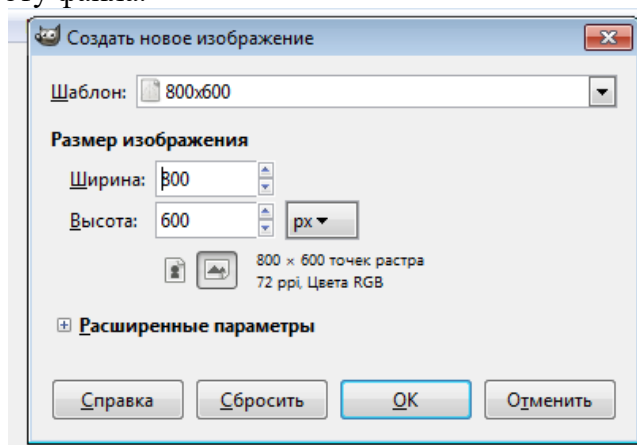 Создать новое изображение
Шаблон: 800x600
Размер изображения
Ширина: 800
Высота: 600 px
800 × 600 точек растра
72 ppi, Цвета RGB
Расширенные параметры
Справка Сбросить OK Отменить